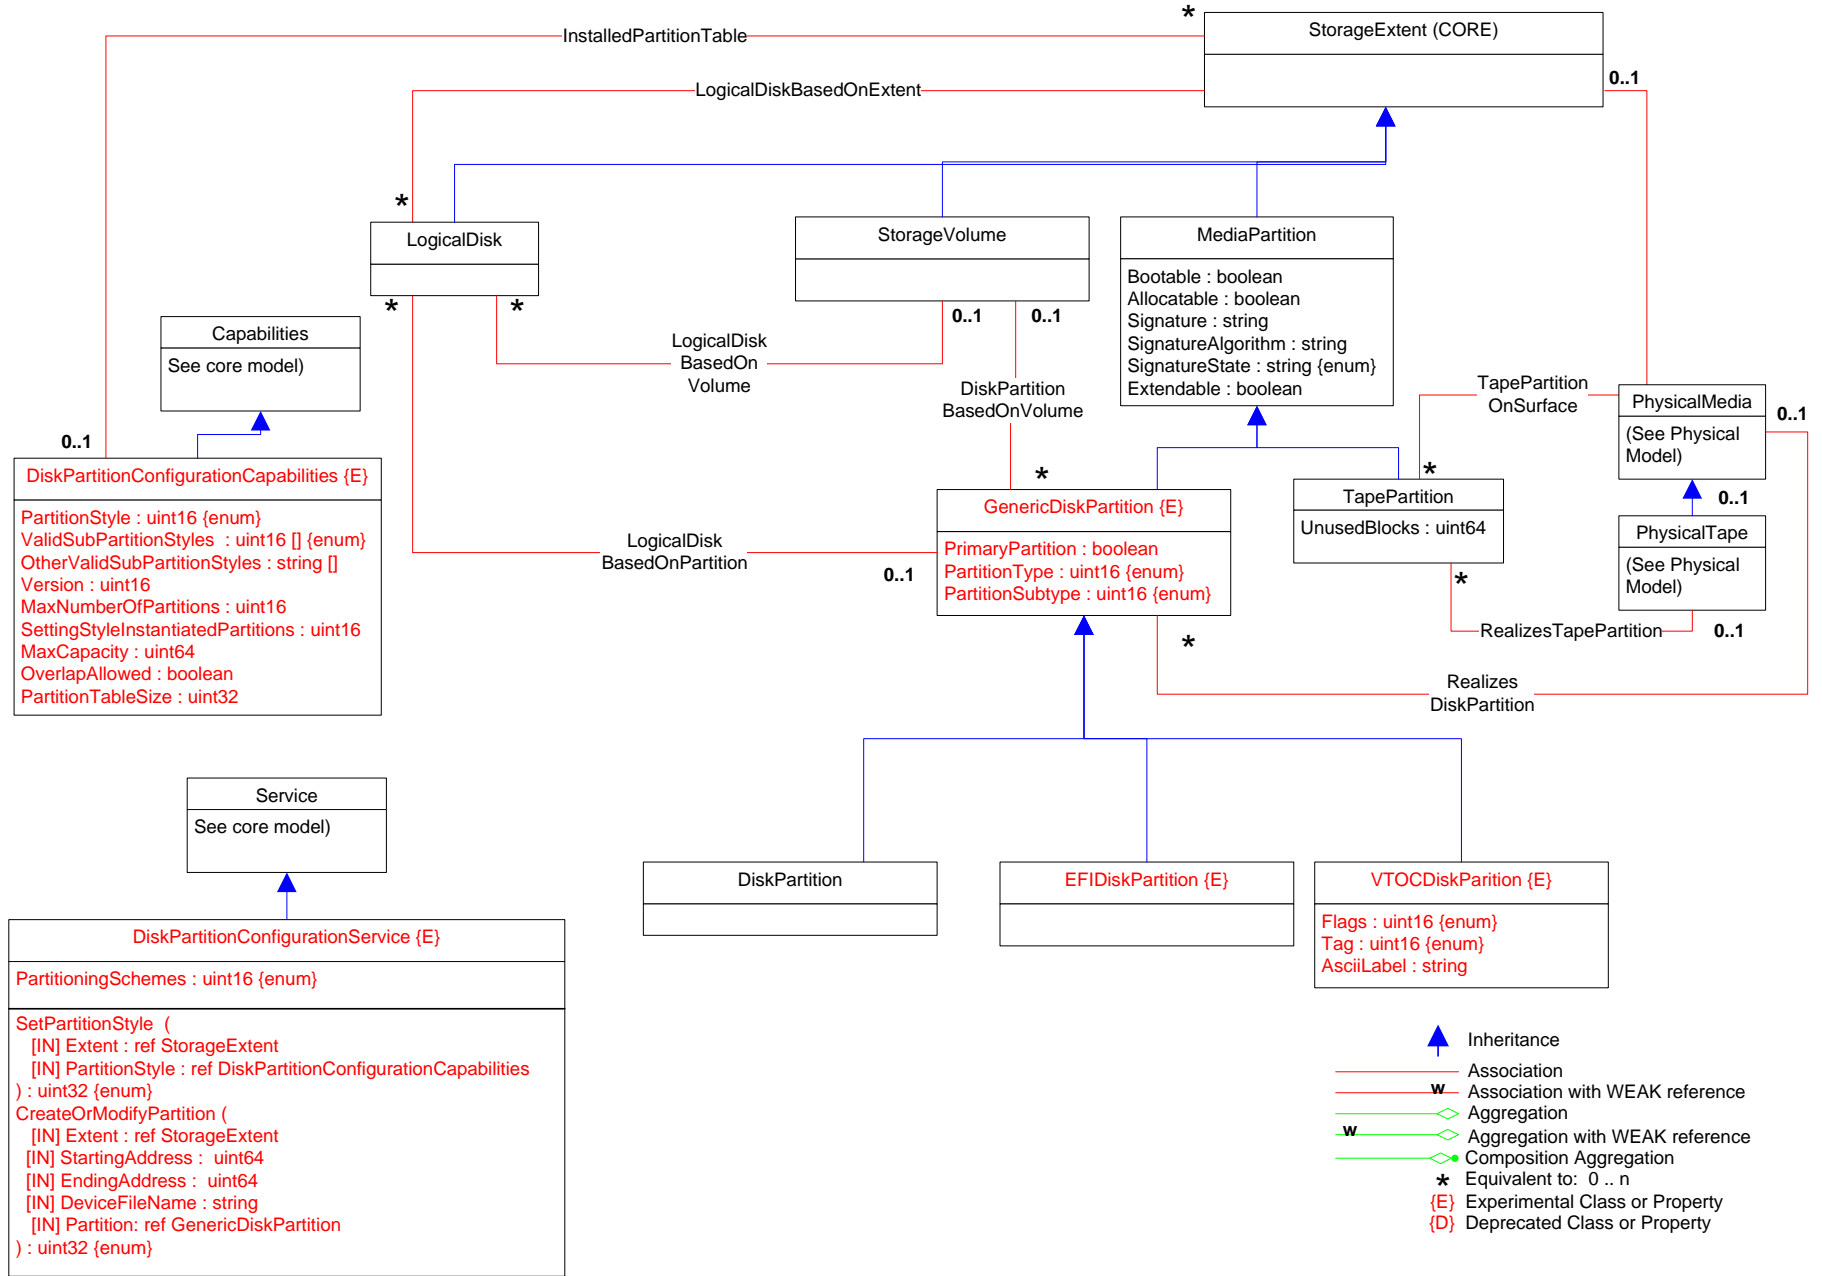 *
StorageExtent (CORE)
InstalledPartitionTable
0..1
LogicalDiskBasedOnExtent
*
LogicalDisk
StorageVolume
MediaPartition
Bootable : boolean
Allocatable : boolean
Signature : string
SignatureAlgorithm : string
SignatureState : string {enum}
Extendable : boolean
*
*
0..1
0..1
Capabilities
See core model)
LogicalDisk
BasedOn
Volume
DiskPartition
BasedOnVolume
TapePartition
OnSurface
PhysicalMedia
(See Physical
Model)
0..1
0..1
DiskPartitionConfigurationCapabilities {E}
PartitionStyle : uint16 {enum}
ValidSubPartitionStyles : uint16 [] {enum}
OtherValidSubPartitionStyles : string []
Version : uint16
MaxNumberOfPartitions : uint16
SettingStyleInstantiatedPartitions : uint16
MaxCapacity : uint64
OverlapAllowed : boolean
PartitionTableSize : uint32
*
*
GenericDiskPartition {E}
PrimaryPartition : boolean
PartitionType : uint16 {enum}
PartitionSubtype : uint16 {enum}
TapePartition
UnusedBlocks : uint64
0..1
PhysicalTape
(See Physical
Model)
LogicalDisk
BasedOnPartition
0..1
*
RealizesTapePartition
0..1
*
Realizes
DiskPartition
Service
See core model)
DiskPartition
EFIDiskPartition {E}
VTOCDiskParition {E}
Flags : uint16 {enum}
Tag : uint16 {enum}
AsciiLabel : string
DiskPartitionConfigurationService {E}
PartitioningSchemes : uint16 {enum}
SetPartitionStyle (
[IN] Extent : ref StorageExtent
[IN] PartitionStyle : ref DiskPartitionConfigurationCapabilities
) : uint32 {enum}
CreateOrModifyPartition (
[IN] Extent : ref StorageExtent
[IN] StartingAddress : uint64
[IN] EndingAddress : uint64
[IN] DeviceFileName : string
[IN] Partition: ref GenericDiskPartition
) : uint32 {enum}
Inheritance
Association
w Association with WEAK reference
Aggregation
w Aggregation with WEAK reference
Composition Aggregation
* Equivalent to: 0 .. n
{E} Experimental Class or Property
{D} Deprecated Class or Property